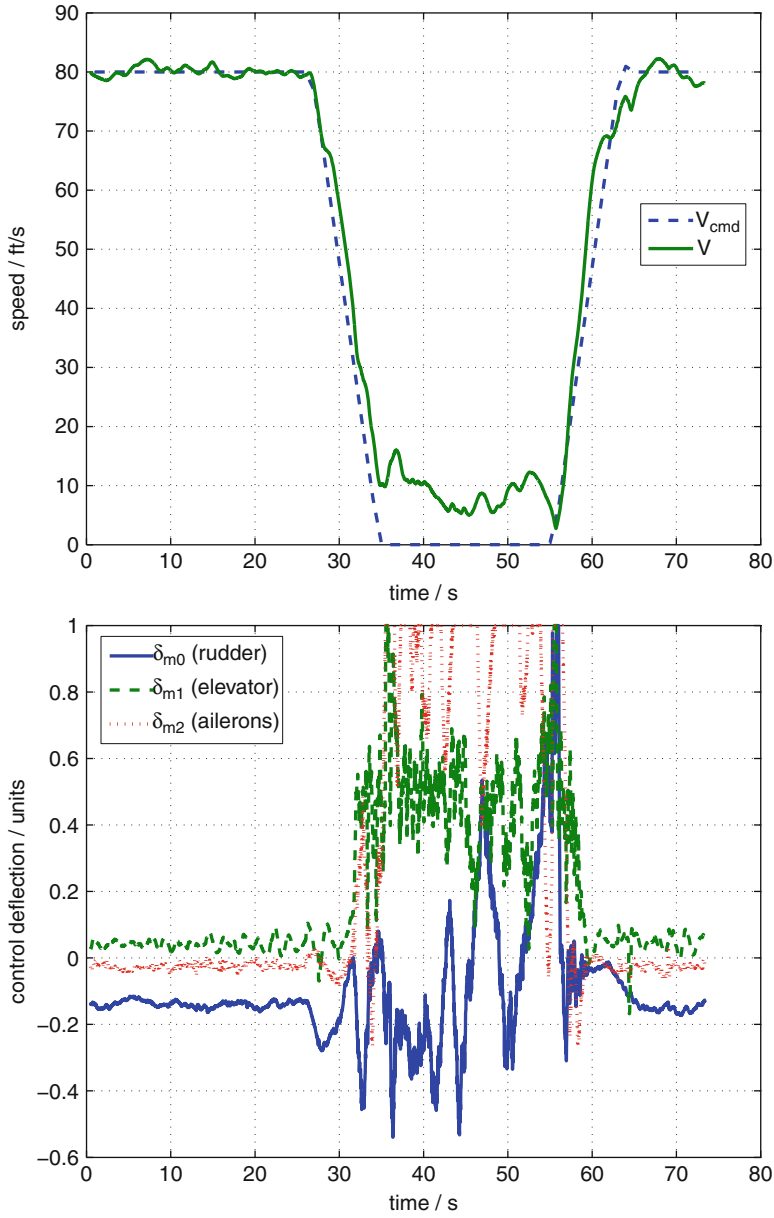 90
80
70
60
50
40
30
20
10
0
speed / ft/s
V_cmd
V
0 10 20 30 40 50 60 70 80
time / s
1
0.8
0.6
0.4
0.2
0
−0.2
−0.4
−0.6
control deflection / units
δ_m0 (rudder)
δ_m1 (elevator)
δ_m2 (ailerons)
0 10 20 30 40 50 60 70 80
time / s